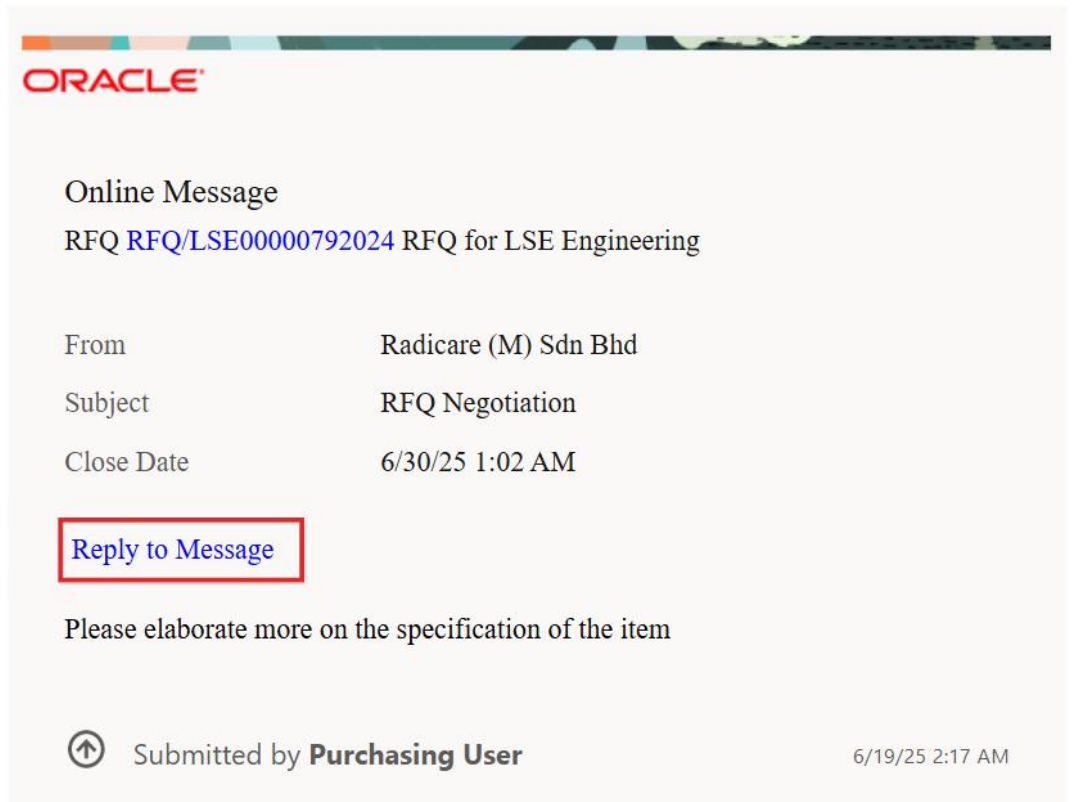 ORACLE
Online Message
RFQ RFQ/LSE00000792024 RFQ for LSE Engineering
From Radicare (M) Sdn Bhd
Subject RFQ Negotiation
Close Date 6/30/25 1:02 AM
Reply to Message
Please elaborate more on the specification of the item
Submitted by Purchasing User 6/19/25 2:17 AM